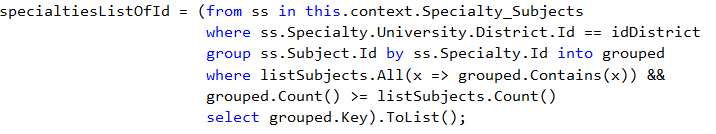 specialtiesListOfId = (from ss in this.context.Specialty_Subjects
where ss.Specialty.University.District.Id == idDistrict
group ss.Subject.Id by ss.Specialty.Id into grouped
where listSubjects.All(x => grouped.Contains(x)) &&
grouped.Count() >= listSubjects.Count()
select grouped.Key).ToList();